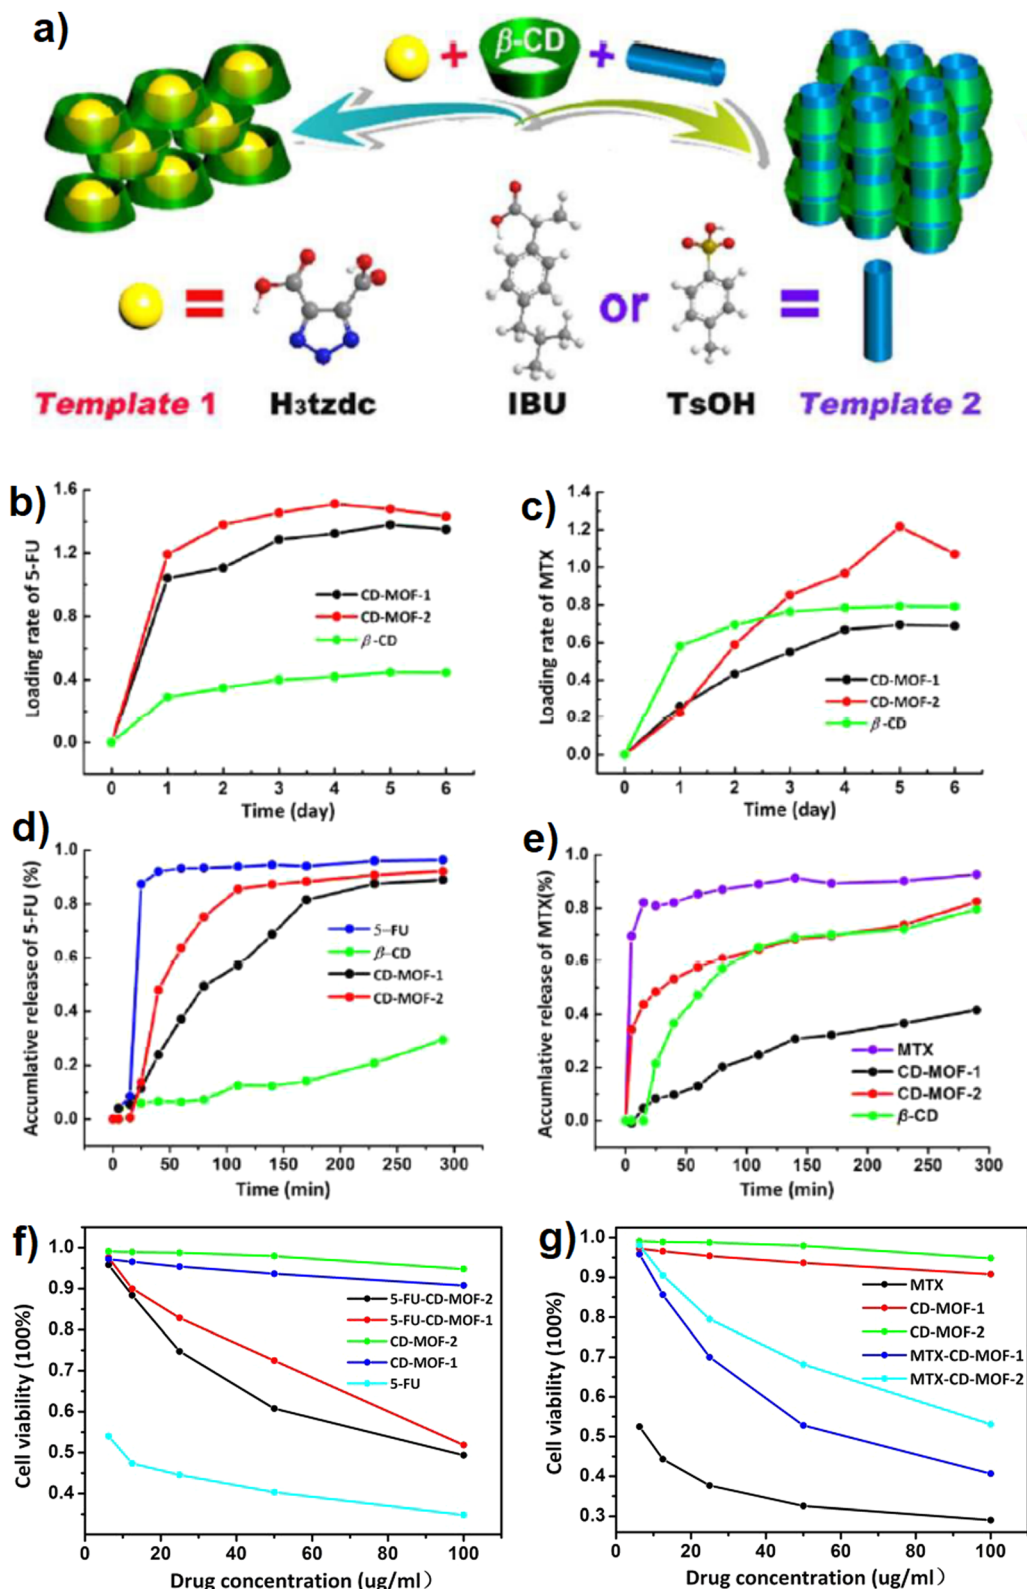 a)
β-CD
or
Template 1
H3tzdc
IBU
TsOH
Template 2
b)
1.6
1.2
0.8
0.4
0.0
Loading rate of 5-FU
CD-MOF-1
CD-MOF-2
β-CD
0 1 2 3 4 5 6
Time (day)
c)
1.4
1.2
1.0
0.8
0.6
0.4
0.2
0.0
Loading rate of MTX
CD-MOF-1
CD-MOF-2
β-CD
0 1 2 3 4 5 6
Time (day)
d)
1.0
0.8
0.6
0.4
0.2
0.0
Accumlative release of 5-FU (%)
5-FU
β-CD
CD-MOF-1
CD-MOF-2
0 50 100 150 200 250 300
Time (min)
e)
1.0
0.8
0.6
0.4
0.2
0.0
Accumlative release of MTX(%)
MTX
CD-MOF-1
CD-MOF-2
β-CD
0 50 100 150 200 250 300
Time (min)
f)
1.0
0.9
0.8
0.7
0.6
0.5
0.4
Cell viability (100%)
5-FU-CD-MOF-2
5-FU-CD-MOF-1
CD-MOF-2
CD-MOF-1
5-FU
0 20 40 60 80 100
Drug concentration (ug/ml)
g)
1.0
0.9
0.8
0.7
0.6
0.5
0.4
0.3
Cell viability (100%)
MTX
CD-MOF-1
CD-MOF-2
MTX-CD-MOF-1
MTX-CD-MOF-2
0 20 40 60 80 100
Drug concentration (ug/ml)